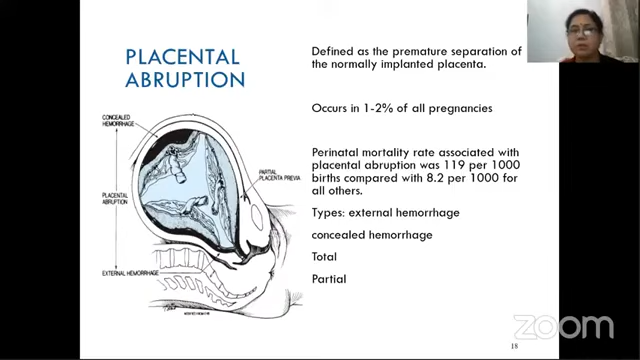 PLACENTAL
ABRUPTION
CONCEALED
HEMORRHAGE
PARTIAL
PLACENTA PREVIA
PLACENTAL
ABRUPTION
EXTERNAL HEMORRHAGE
Defined as the premature separation of
the normally implanted placenta.
Occurs in 1-2% of all pregnancies
Perinatal mortality rate associated with
placental abruption was 119 per 1000
births compared with 8.2 per 1000 for
all others.
Types: external hemorrhage
concealed hemorrhage
Total
Partial
zoom
18